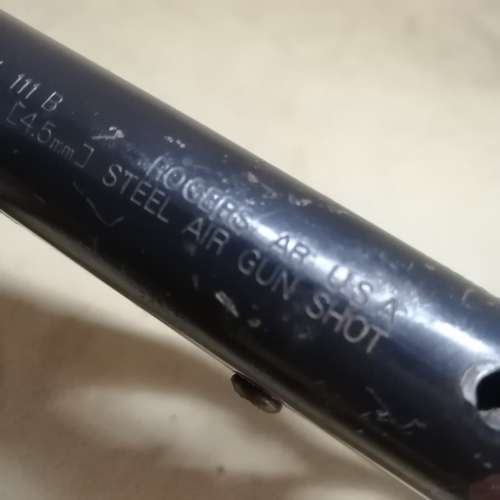 111 B ROGERS, AR U.S.A
[4.5mm] STEEL AIR GUN SHOT